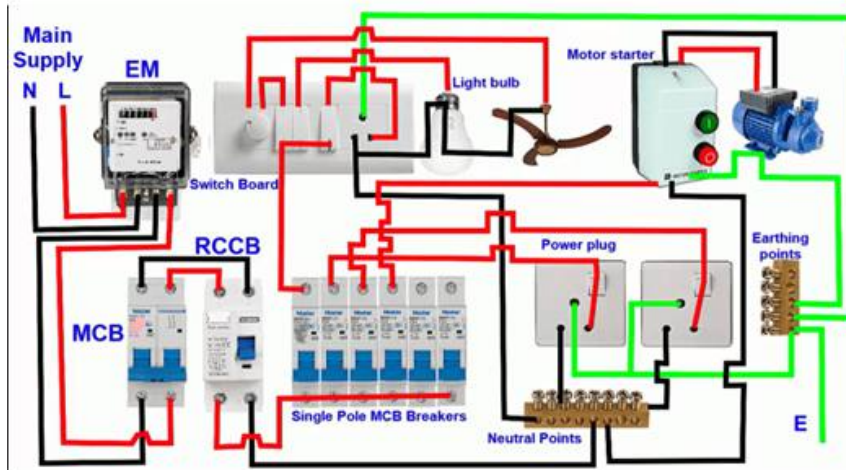 Main
Supply
N L
EM
Switch Board
Light bulb
Motor starter
RCCB
MCB
Power plug
Earthing
points
Single Pole MCB Breakers
Neutral Points
E